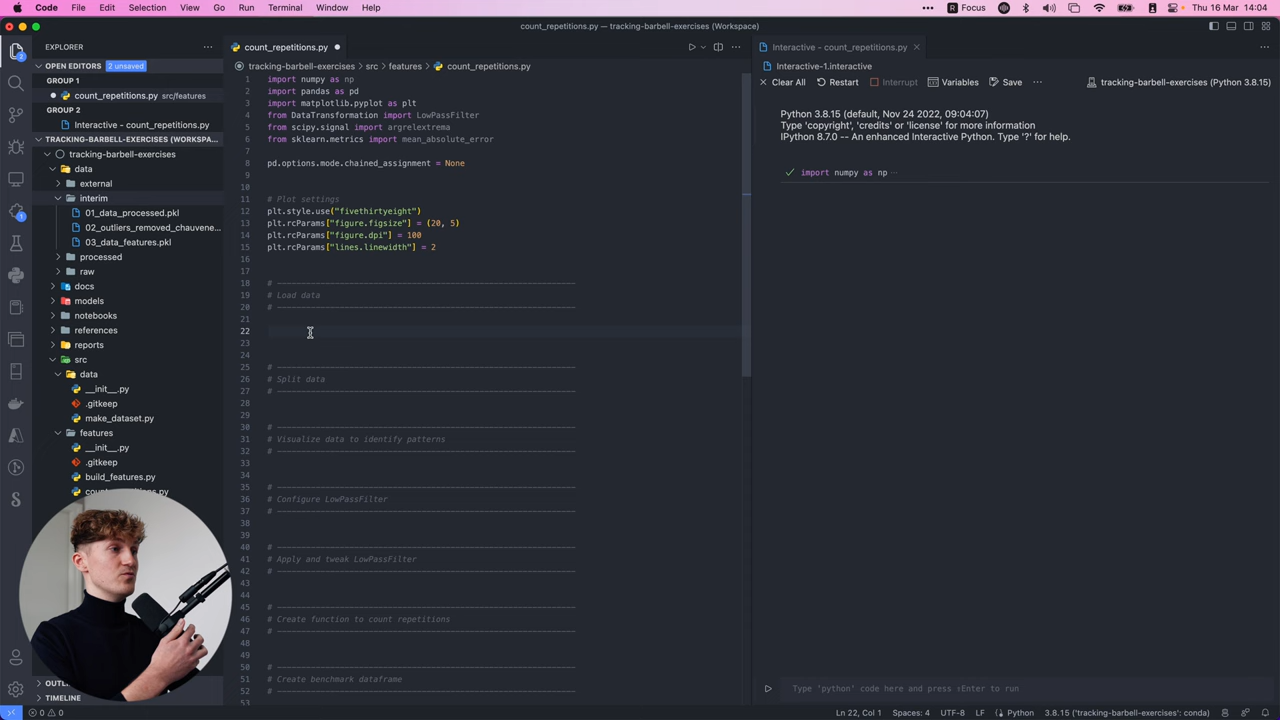 Code File Edit Selection View Go Run Terminal Window Help
Focus Thu 16 Mar 14:04
count_repetitions.py — tracking-barbell-exercises (Workspace)
EXPLORER
OPEN EDITORS 2 unsaved
GROUP 1
count_repetitions.py src/features
GROUP 2
Interactive - count_repetitions.py
TRACKING-BARBELL-EXERCISES (WORKSPA...
tracking-barbell-exercises
data
external
interim
01_data_processed.pkl
02_outliers_removed_chauvene...
03_data_features.pkl
processed
raw
docs
models
notebooks
references
reports
src
data
__init__.py
.gitkeep
make_dataset.py
features
__init__.py
.gitkeep
build_features.py
TIMELINE
count_repetitions.py
tracking-barbell-exercises > src > features > count_repetitions.py
1 import numpy as np
2 import pandas as pd
3 import matplotlib.pyplot as plt
4 from DataTransformation import LowPassFilter
5 from scipy.signal import argrelextrema
6 from sklearn.metrics import mean_absolute_error
7
8 pd.options.mode.chained_assignment = None
9
10
11 # Plot settings
12 plt.style.use("fivethirtyeight")
13 plt.rcParams["figure.figsize"] = (20, 5)
14 plt.rcParams["figure.dpi"] = 100
15 plt.rcParams["lines.linewidth"] = 2
16
17
18 # --------------------------------------------------------------
19 # Load data
20 # --------------------------------------------------------------
21
22
23
24
25 # --------------------------------------------------------------
26 # Split data
27 # --------------------------------------------------------------
28
29
30 # --------------------------------------------------------------
31 # Visualize data to identify patterns
32 # --------------------------------------------------------------
33
34
35 # --------------------------------------------------------------
36 # Configure LowPassFilter
37 # --------------------------------------------------------------
38
39
40 # --------------------------------------------------------------
41 # Apply and tweak LowPassFilter
42 # --------------------------------------------------------------
43
44
45 # --------------------------------------------------------------
46 # Create function to count repetitions
47 # --------------------------------------------------------------
48
49
50 # --------------------------------------------------------------
51 # Create benchmark dataframe
52 # --------------------------------------------------------------
53
Interactive - count_repetitions.py
Interactive-1.interactive
Clear All Restart Interrupt Variables Save tracking-barbell-exercises (Python 3.8.15)
Python 3.8.15 (default, Nov 24 2022, 09:04:07)
Type 'copyright', 'credits' or 'license' for more information
IPython 8.7.0 -- An enhanced Interactive Python. Type '?' for help.
import numpy as np ...
Type 'python' code here and press ⇧Enter to run
0 0 Ln 22, Col 1 Spaces: 4 UTF-8 LF Python 3.8.15 ('tracking-barbell-exercises': conda)